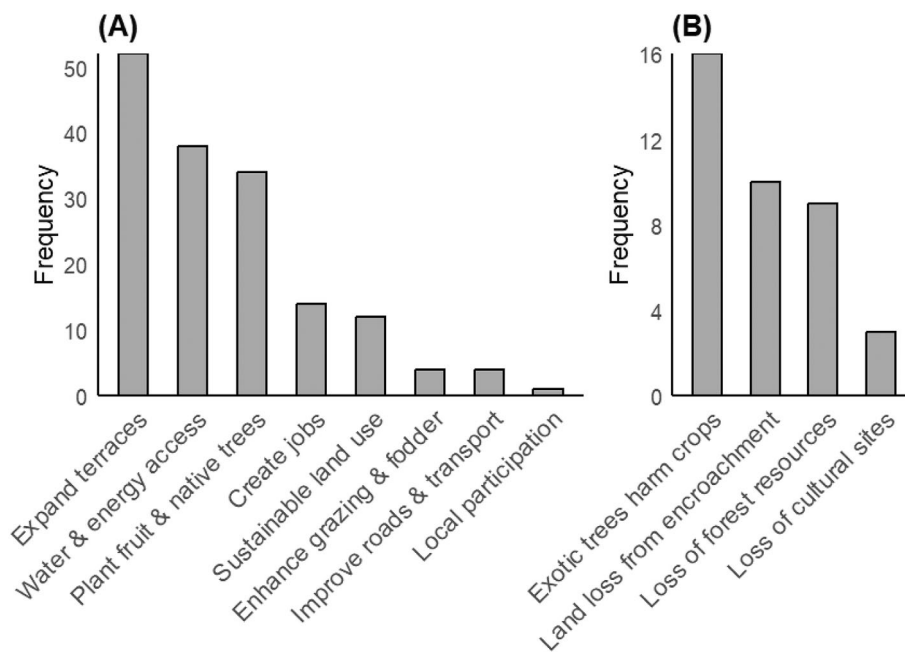 (A)
Frequency
50
40
30
20
10
0
Expand terraces
Water & energy access
Plant fruit & native trees
Create jobs
Sustainable land use
Enhance grazing & fodder
Improve roads & transport
Local participation
(B)
Frequency
16
12
8
4
0
Exotic trees harm crops
Land loss from encroachment
Loss of forest resources
Loss of cultural sites